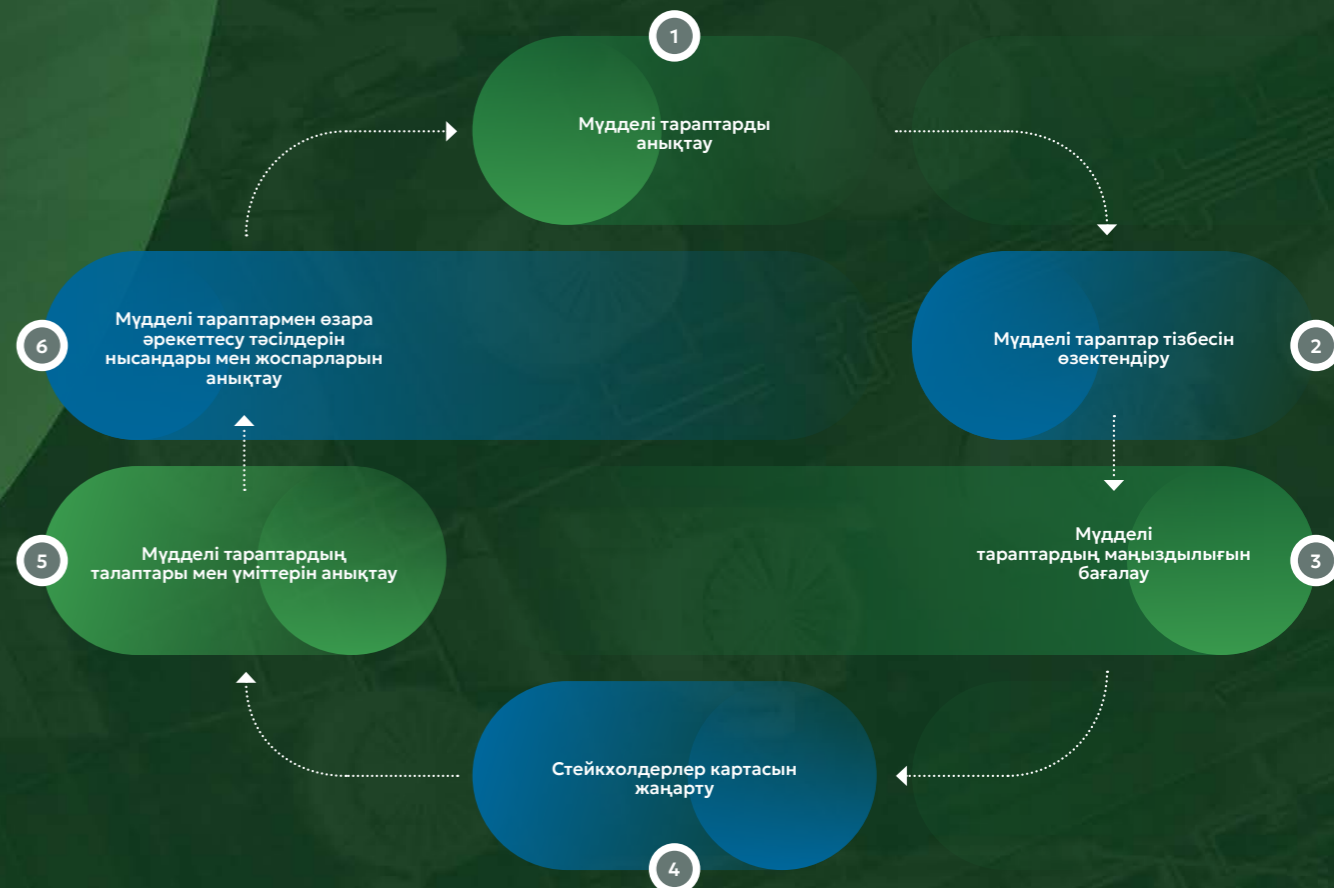 1
Мүдделі тараптарды
анықтау
2
Мүдделі тараптар тізбесін
өзектендіру
3
Мүдделі
тараптардың маңыздылығын
бағалау
4
Стейкхолдерлер картасын
жаңарту
5
Мүдделі тараптардың
талаптары мен үміттерін анықтау
6
Мүдделі тараптармен өзара
әрекеттесу тәсілдерін
нысандары мен жоспарларын
анықтау